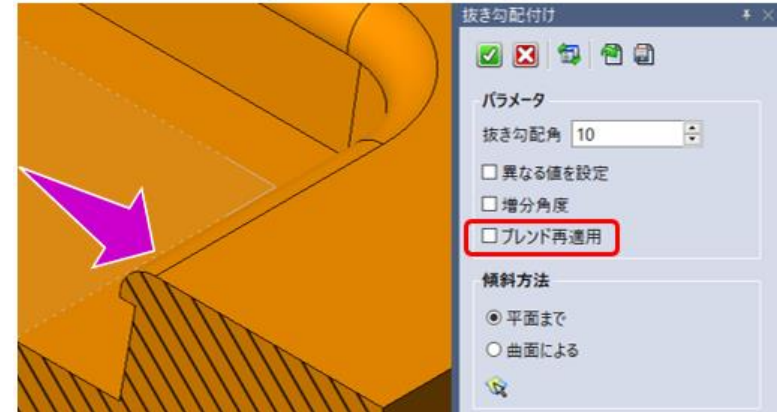 抜き勾配付け
パラメータ
抜き勾配角 10
異なる値を設定
増分角度
ブレンド再適用
傾斜方法
平面まで
曲面による